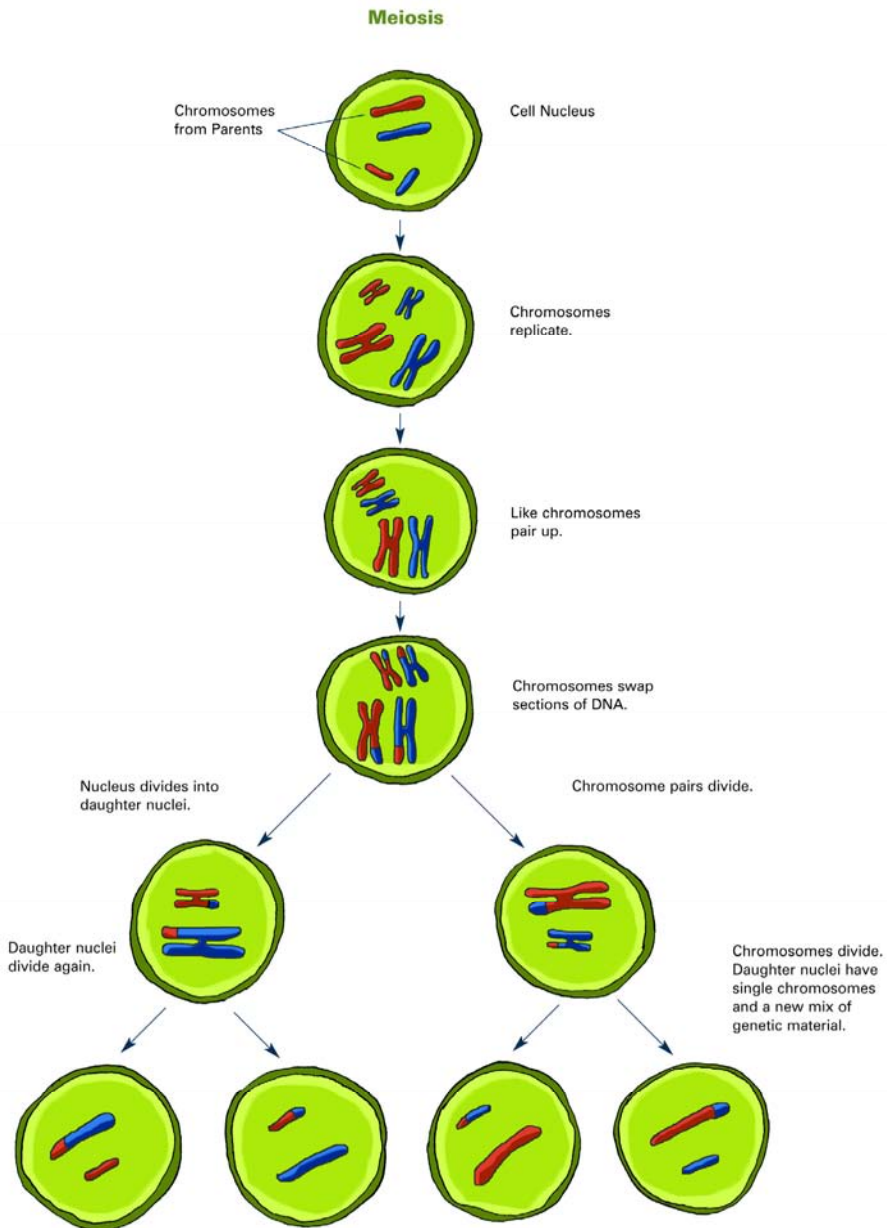 Meiosis
Chromosomes
from Parents
Cell Nucleus
Chromosomes
replicate.
Like chromosomes
pair up.
Chromosomes swap
sections of DNA.
Nucleus divides into
daughter nuclei.
Chromosome pairs divide.
Daughter nuclei
divide again.
Chromosomes divide.
Daughter nuclei have
single chromosomes
and a new mix of
genetic material.